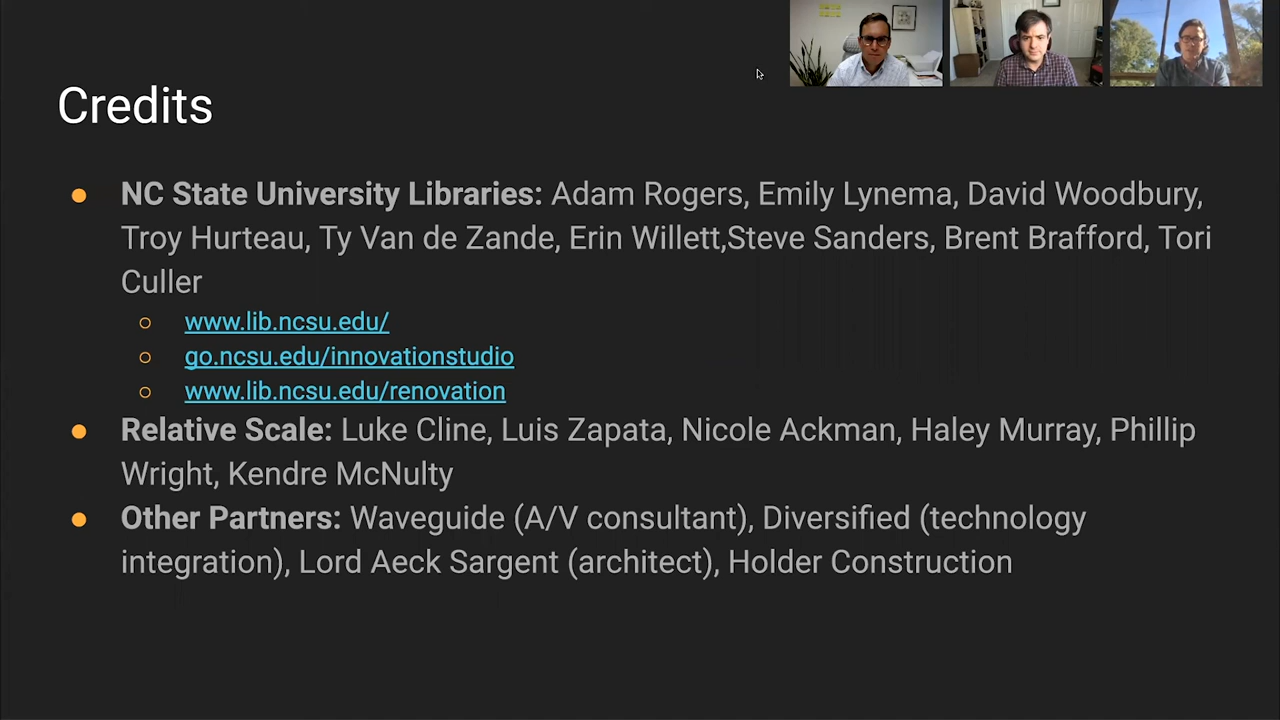 Credits
NC State University Libraries: Adam Rogers, Emily Lynema, David Woodbury,
Troy Hurteau, Ty Van de Zande, Erin Willett,Steve Sanders, Brent Brafford, Tori
Culler
www.lib.ncsu.edu/
go.ncsu.edu/innovationstudio
www.lib.ncsu.edu/renovation
Relative Scale: Luke Cline, Luis Zapata, Nicole Ackman, Haley Murray, Phillip
Wright, Kendre McNulty
Other Partners: Waveguide (A/V consultant), Diversified (technology
integration), Lord Aeck Sargent (architect), Holder Construction